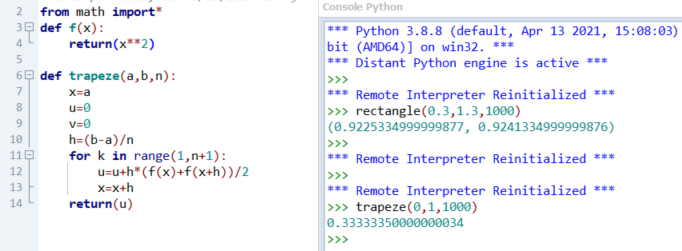 Console Python
2 from math import*
3 def f(x):
4 return(x**2)
5
6 def trapeze(a,b,n):
7 x=a
8 u=0
9 v=0
10 h=(b-a)/n
11 for k in range(1,n+1):
12 u=u+h*(f(x)+f(x+h))/2
13 x=x+h
14 return(u)
*** Python 3.8.8 (default, Apr 13 2021, 15:08:03)
bit (AMD64)] on win32. ***
*** Distant Python engine is active ***
>>>
*** Remote Interpreter Reinitialized ***
>>> rectangle(0.3,1.3,1000)
(0.9225334999999877, 0.9241334999999876)
>>>
*** Remote Interpreter Reinitialized ***
>>>
*** Remote Interpreter Reinitialized ***
>>> trapeze(0,1,1000)
0.33333350000000034
>>>